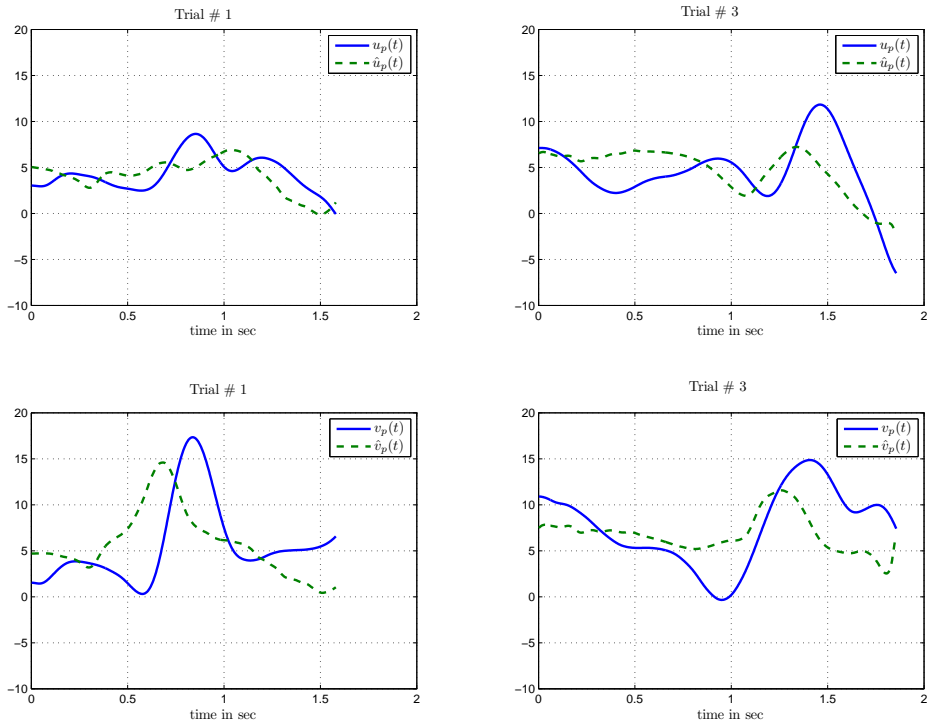 Trial # 1
20
15
10
5
0
−5
−10
0 0.5 1 1.5 2
time in sec
u_p(t)
û_p(t)
Trial # 3
20
15
10
5
0
−5
−10
0 0.5 1 1.5 2
time in sec
u_p(t)
û_p(t)
Trial # 1
20
15
10
5
0
−5
−10
0 0.5 1 1.5 2
time in sec
v_p(t)
v̂_p(t)
Trial # 3
20
15
10
5
0
−5
−10
0 0.5 1 1.5 2
time in sec
v_p(t)
v̂_p(t)